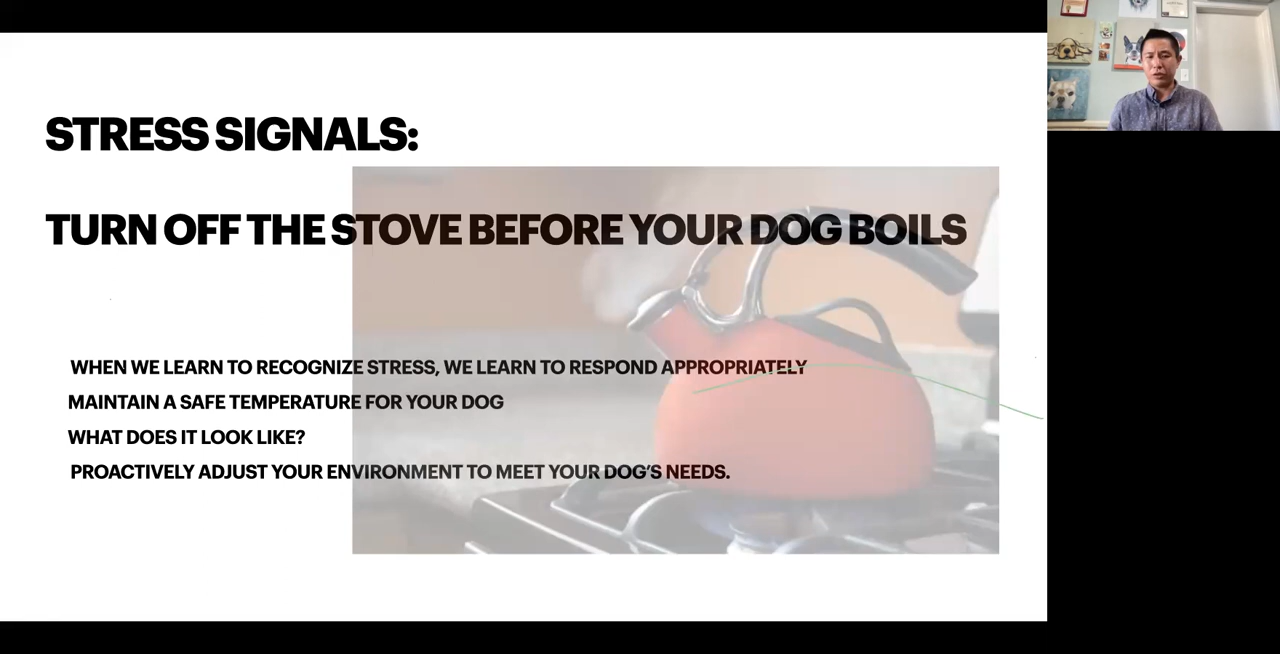 STRESS SIGNALS:
TURN OFF THE STOVE BEFORE YOUR DOG BOILS
WHEN WE LEARN TO RECOGNIZE STRESS, WE LEARN TO RESPOND APPROPRIATELY
MAINTAIN A SAFE TEMPERATURE FOR YOUR DOG
WHAT DOES IT LOOK LIKE?
PROACTIVELY ADJUST YOUR ENVIRONMENT TO MEET YOUR DOG'S NEEDS.